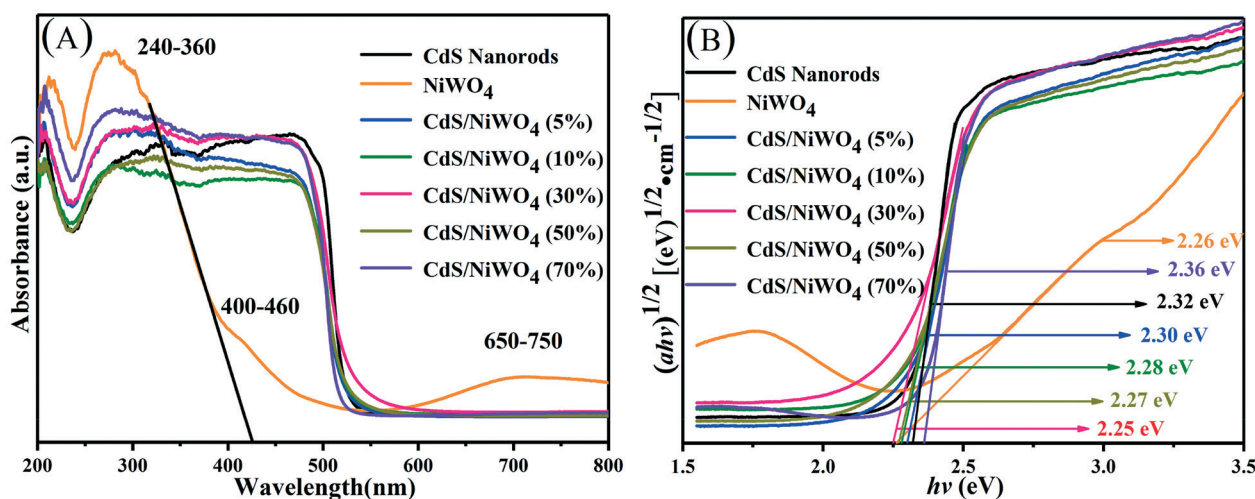 (A)
240-360
CdS Nanorods
NiWO4
CdS/NiWO4 (5%)
CdS/NiWO4 (10%)
CdS/NiWO4 (30%)
CdS/NiWO4 (50%)
CdS/NiWO4 (70%)
400-460
650-750
Absorbance (a.u.)
200 300 400 500 600 700 800
Wavelength(nm)
(B)
CdS Nanorods
NiWO4
CdS/NiWO4 (5%)
CdS/NiWO4 (10%)
CdS/NiWO4 (30%)
CdS/NiWO4 (50%)
CdS/NiWO4 (70%)
2.26 eV
2.36 eV
2.32 eV
2.30 eV
2.28 eV
2.27 eV
2.25 eV
(ahν)1/2 [(eV)1/2•cm-1/2)
1.5 2.0 2.5 3.0 3.5
hν (eV)